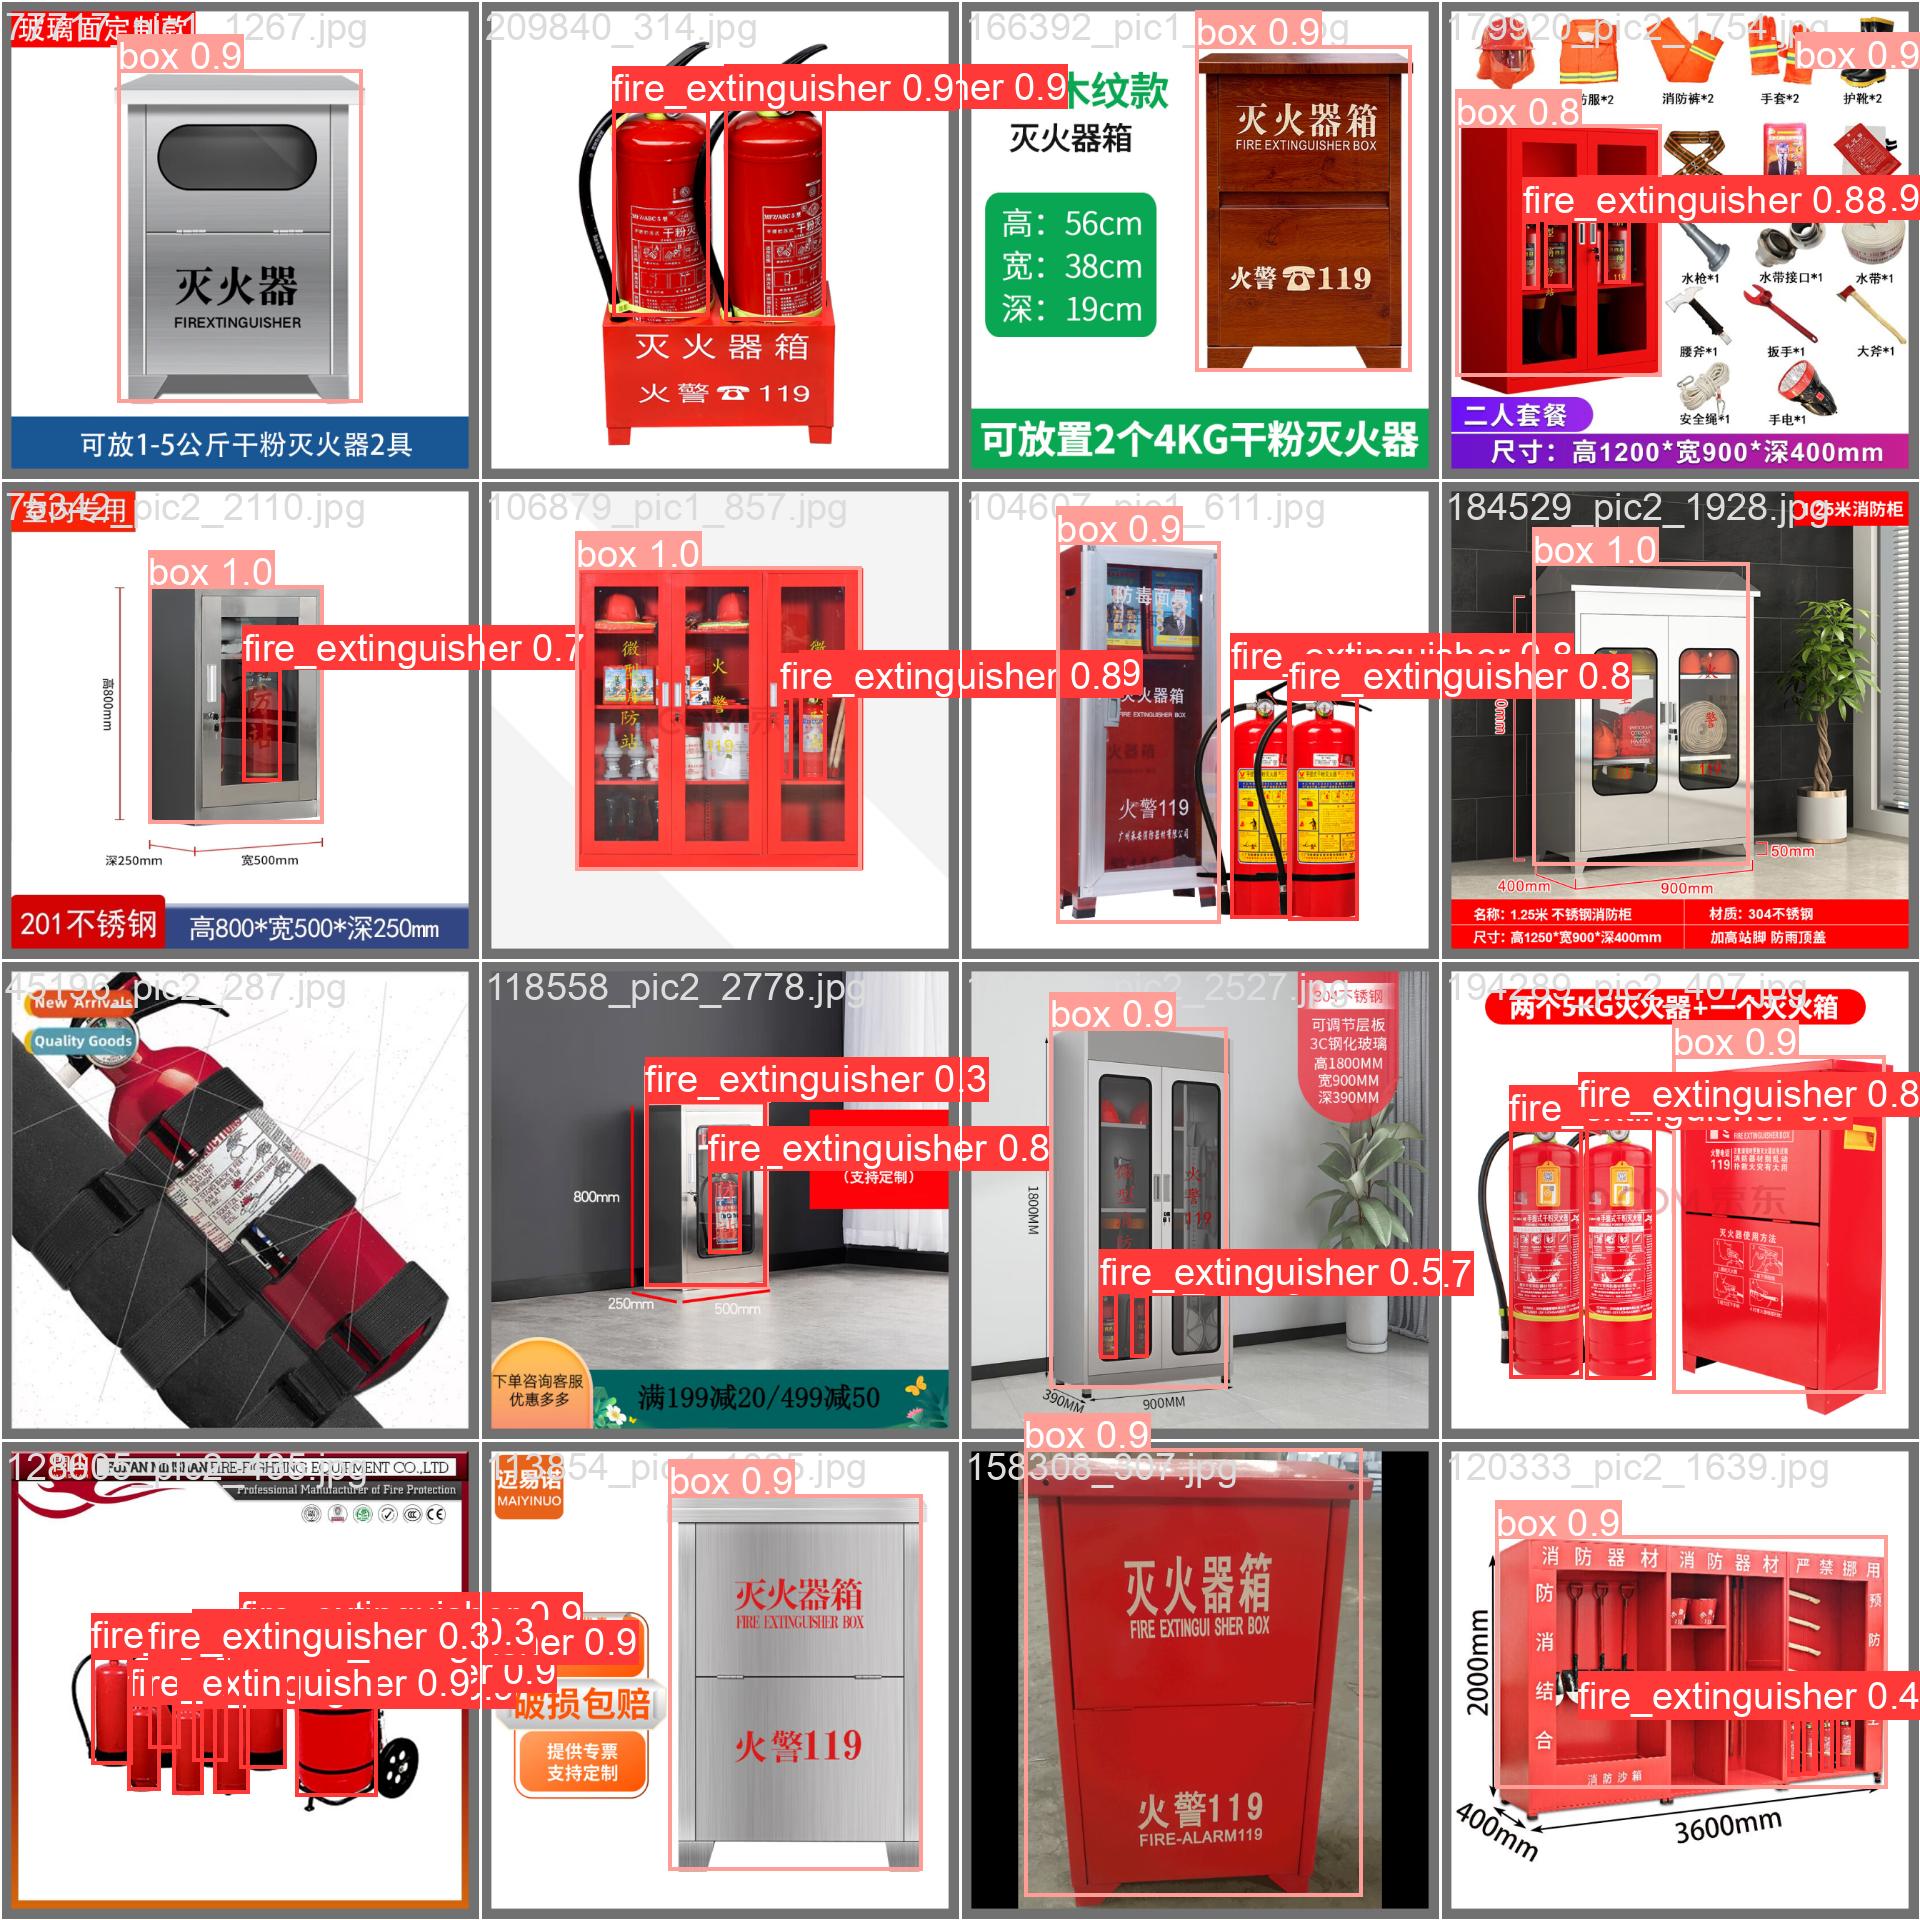 玻璃面定制款
1267.jpg
box 0.9
灭火器
FIREXTINGUISHER
可放1-5公斤干粉灭火器2具
209840_314.jpg
fire_extinguisher 0.9
her 0.9
灭火器箱
火警☎119
166392_pic1_
box 0.9
木纹款
灭火器箱
高：56cm
宽：38cm
深：19cm
灭火器箱
FIRE EXTINGUISHER BOX
火警☎119
可放置2个4KG干粉灭火器
179920_pic2_1754.jpg
box 0.9
防服*2
消防裤*2
手套*2
护靴*2
box 0.8
fire_extinguisher 0.88
.9
水枪*1
水带接口*1
水带*1
腰斧*1
扳手*1
大斧*1
安全绳*1
手电*1
二人套餐
尺寸：高1200*宽900*深400mm
75342_pic2_2110.jpg
室内专用
box 1.0
fire_extinguisher 0.7
高800mm
深250mm
宽500mm
201不锈钢
高800*宽500*深250mm
106879_pic1_857.jpg
box 1.0
微型消防站
火警
119
fire_extinguisher 0.89
_611.jpg
box 0.9
防毒面具
灭火器箱
FIRE EXTINGUISHER BOX
火警119
fire_extinguisher 0.8
fire_extinguisher 0.8
184529_pic2_1928.jpg
1.25米消防柜
box 1.0
火警
119
50mm
400mm
900mm
名称：1.25米 不锈钢消防柜
材质：304不锈钢
尺寸：高1250*宽900*深400mm
加高站脚 防雨顶盖
45196_pic2_287.jpg
New Arrivals
Quality Goods
118558_pic2_2778.jpg
fire_extinguisher 0.3
fire_extinguisher 0.8
（支持定制）
800mm
250mm
500mm
下单咨询客服
优惠多多
满199减20/499减50
pic2_2527.jpg
box 0.9
304不锈钢
可调节层板
3C钢化玻璃
高1800MM
宽900MM
深390MM
1800MM
火警
119
fire_extinguisher 0.5
.7
390MM
900MM
194289_pic2_407.jpg
两个5KG灭火器+一个灭火箱
box 0.9
fire_extinguisher 0.8
fire_
FIRE EXTINGUISHER BOX
119
灭火器使用方法
FIRE-FIGHTING EQUIPMENT CO.,LTD
Professional Manufacturer of Fire Protection
fire_extinguisher 0.9
fire_extinguisher 0.3
0.3
her 0.9
fire_extinguisher 0.9
er 0.9
迈易诺
MAIYINUO
box 0.9
灭火器箱
FIRE EXTINGUISHER BOX
火警119
破损包赔
提供专票
支持定制
158308_307.jpg
box 0.9
灭火器箱
FIRE EXTINGUI SHER BOX
火警119
FIRE-ALARM119
120333_pic2_1639.jpg
box 0.9
消防器材
消防器材
严禁挪用
防消结合
预防
fire_extinguisher 0.4
消防沙箱
2000mm
400mm
3600mm